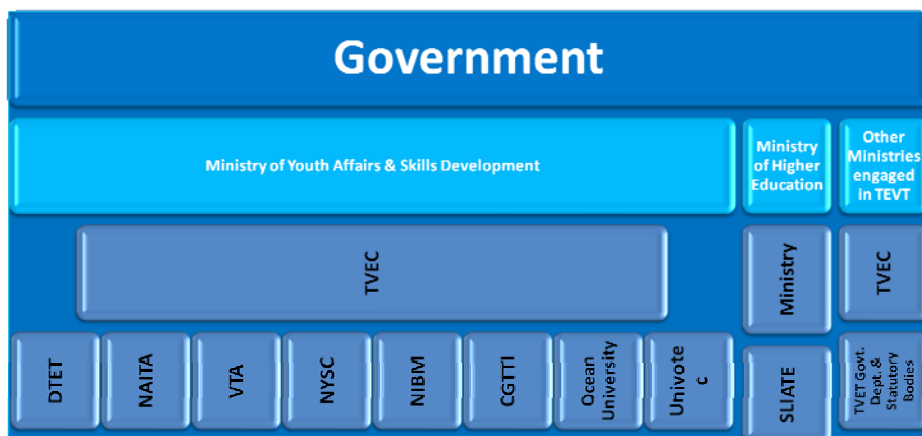 Government
Ministry of Youth Affairs & Skills Development
Ministry
of Higher
Education
Other
Ministries
engaged
in TEVT
TVEC
Ministry
TVEC
DTET
NAITA
VTA
NYSC
NIBM
CGTTI
Ocean
University
Univote
c
SLIATE
TVET Govt.
Dept. &
Statutory
Bodies